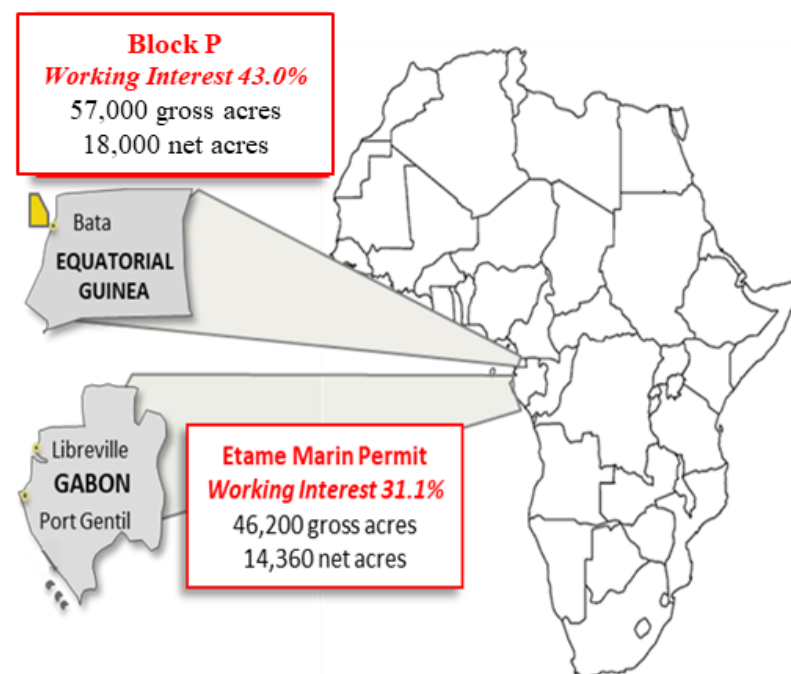 Block P
Working Interest 43.0%
57,000 gross acres
18,000 net acres
Bata
EQUATORIAL
GUINEA
Libreville
GABON
Port Gentil
Etame Marin Permit
Working Interest 31.1%
46,200 gross acres
14,360 net acres